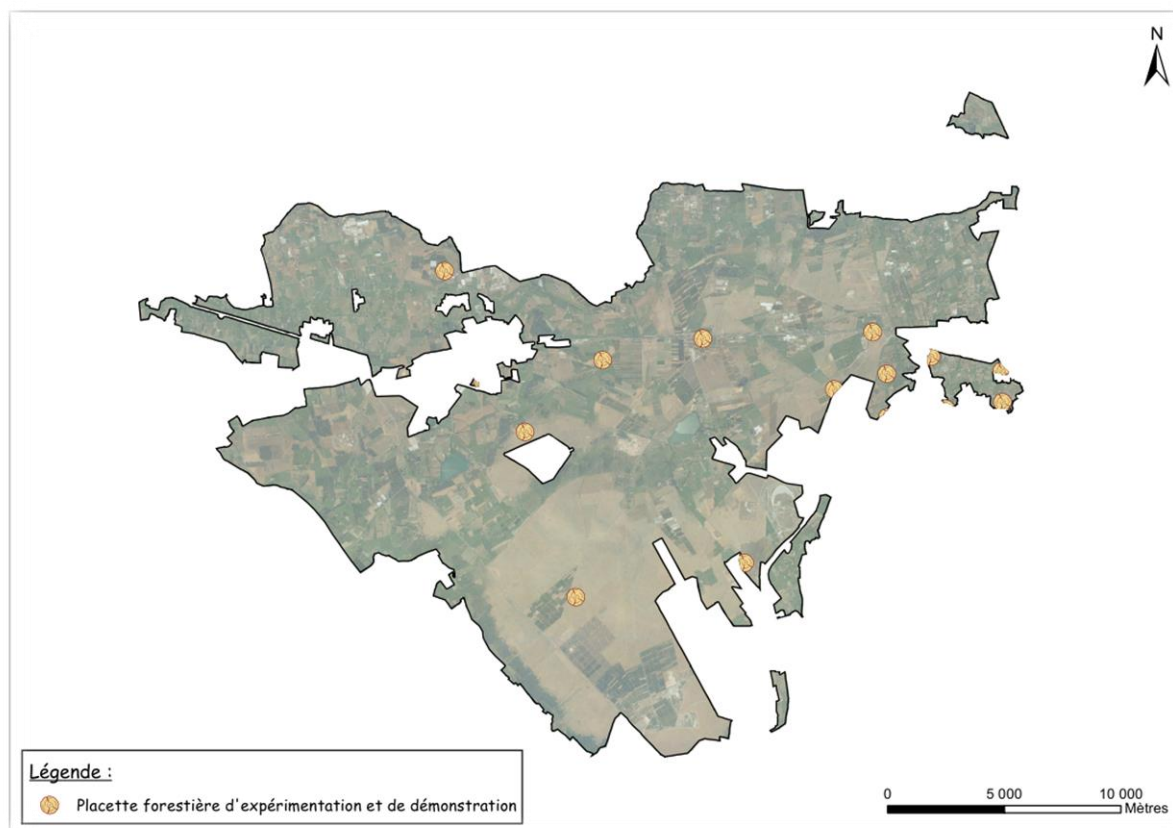 N
Légende :
Placette forestière d'expérimentation et de démonstration
0 5 000 10 000
Mètres